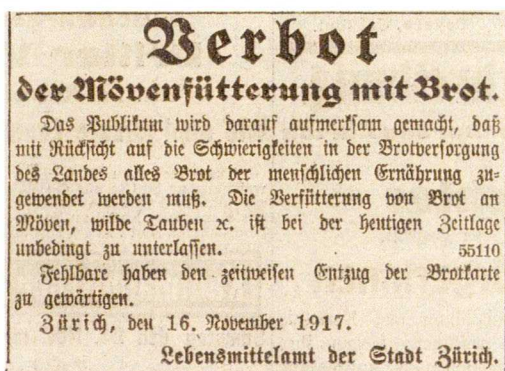 Verbot
der Mövenfütterung mit Brot.
Das Publikum wird darauf aufmerksam gemacht, daß
mit Rücksicht auf die Schwierigkeiten in der Brotversorgung
des Landes alles Brot der menschlichen Ernährung zu-
gewendet werden muß. Die Verfütterung von Brot an
Möven, wilde Tauben ꝛc. ist bei der heutigen Zeitlage
unbedingt zu unterlassen. 55110
Fehlbare haben den zeitweisen Entzug der Brotkarte
zu gewärtigen.
Zürich, den 16. November 1917.
Lebensmittelamt der Stadt Zürich.